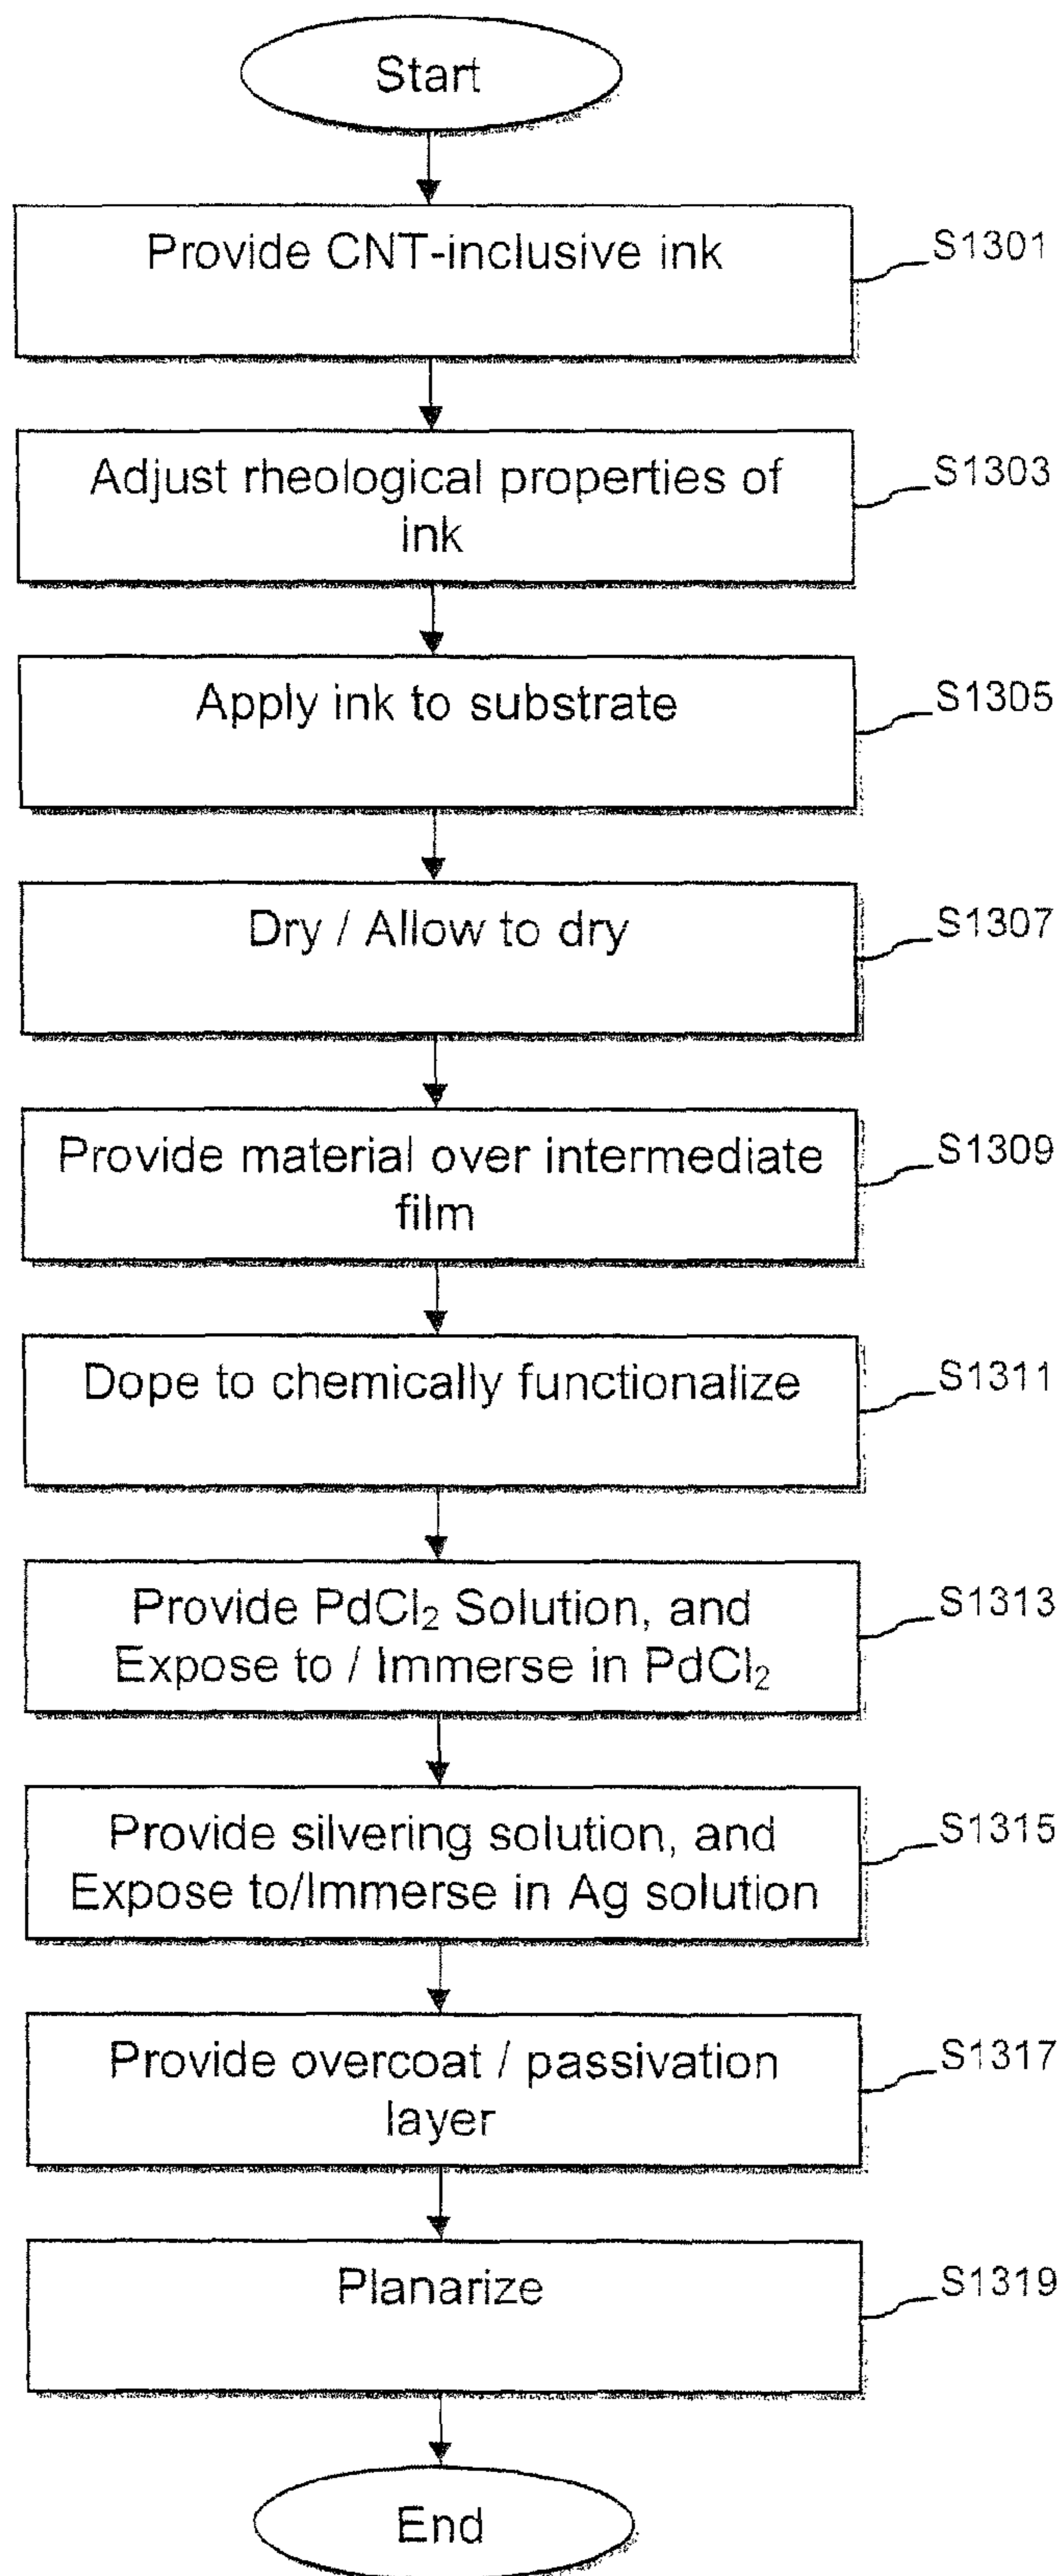 Start
Provide CNT-inclusive ink
S1301
Adjust rheological properties of
ink
S1303
Apply ink to substrate
S1305
Dry / Allow to dry
S1307
Provide material over intermediate
film
S1309
Dope to chemically functionalize
S1311
Provide PdCl₂ Solution, and
Expose to / Immerse in PdCl₂
S1313
Provide silvering solution, and
Expose to/Immerse in Ag solution
S1315
Provide overcoat / passivation
layer
S1317
Planarize
S1319
End